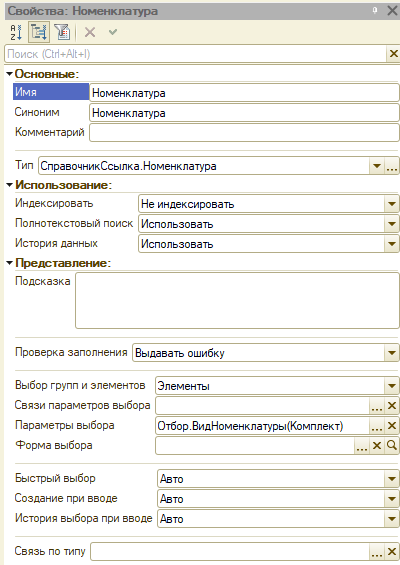 Свойства: Номенклатура
Поиск (Ctrl+Alt+I)
Основные:
Имя Номенклатура
Синоним Номенклатура
Комментарий
Тип СправочникСсылка.Номенклатура
Использование:
Индексировать Не индексировать
Полнотекстовый поиск Использовать
История данных Использовать
Представление:
Подсказка
Проверка заполнения Выдавать ошибку
Выбор групп и элементов Элементы
Связи параметров выбора
Параметры выбора Отбор.ВидНоменклатуры(Комплект)
Форма выбора
Быстрый выбор Авто
Создание при вводе Авто
История выбора при вводе Авто
Связь по типу